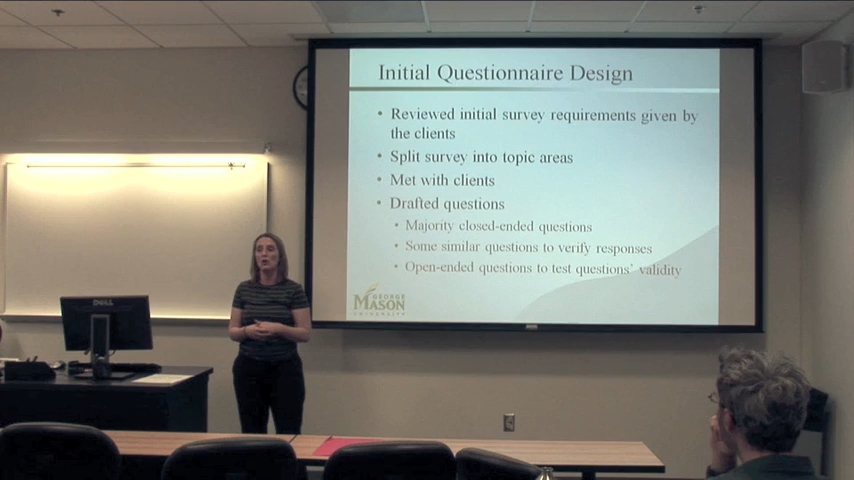 Initial Questionnaire Design
• Reviewed initial survey requirements given by
the clients
• Split survey into topic areas
• Met with clients
• Drafted questions
• Majority closed-ended questions
• Some similar questions to verify responses
• Open-ended questions to test questions' validity
GEORGE
MASON
UNIVERSITY
DELL